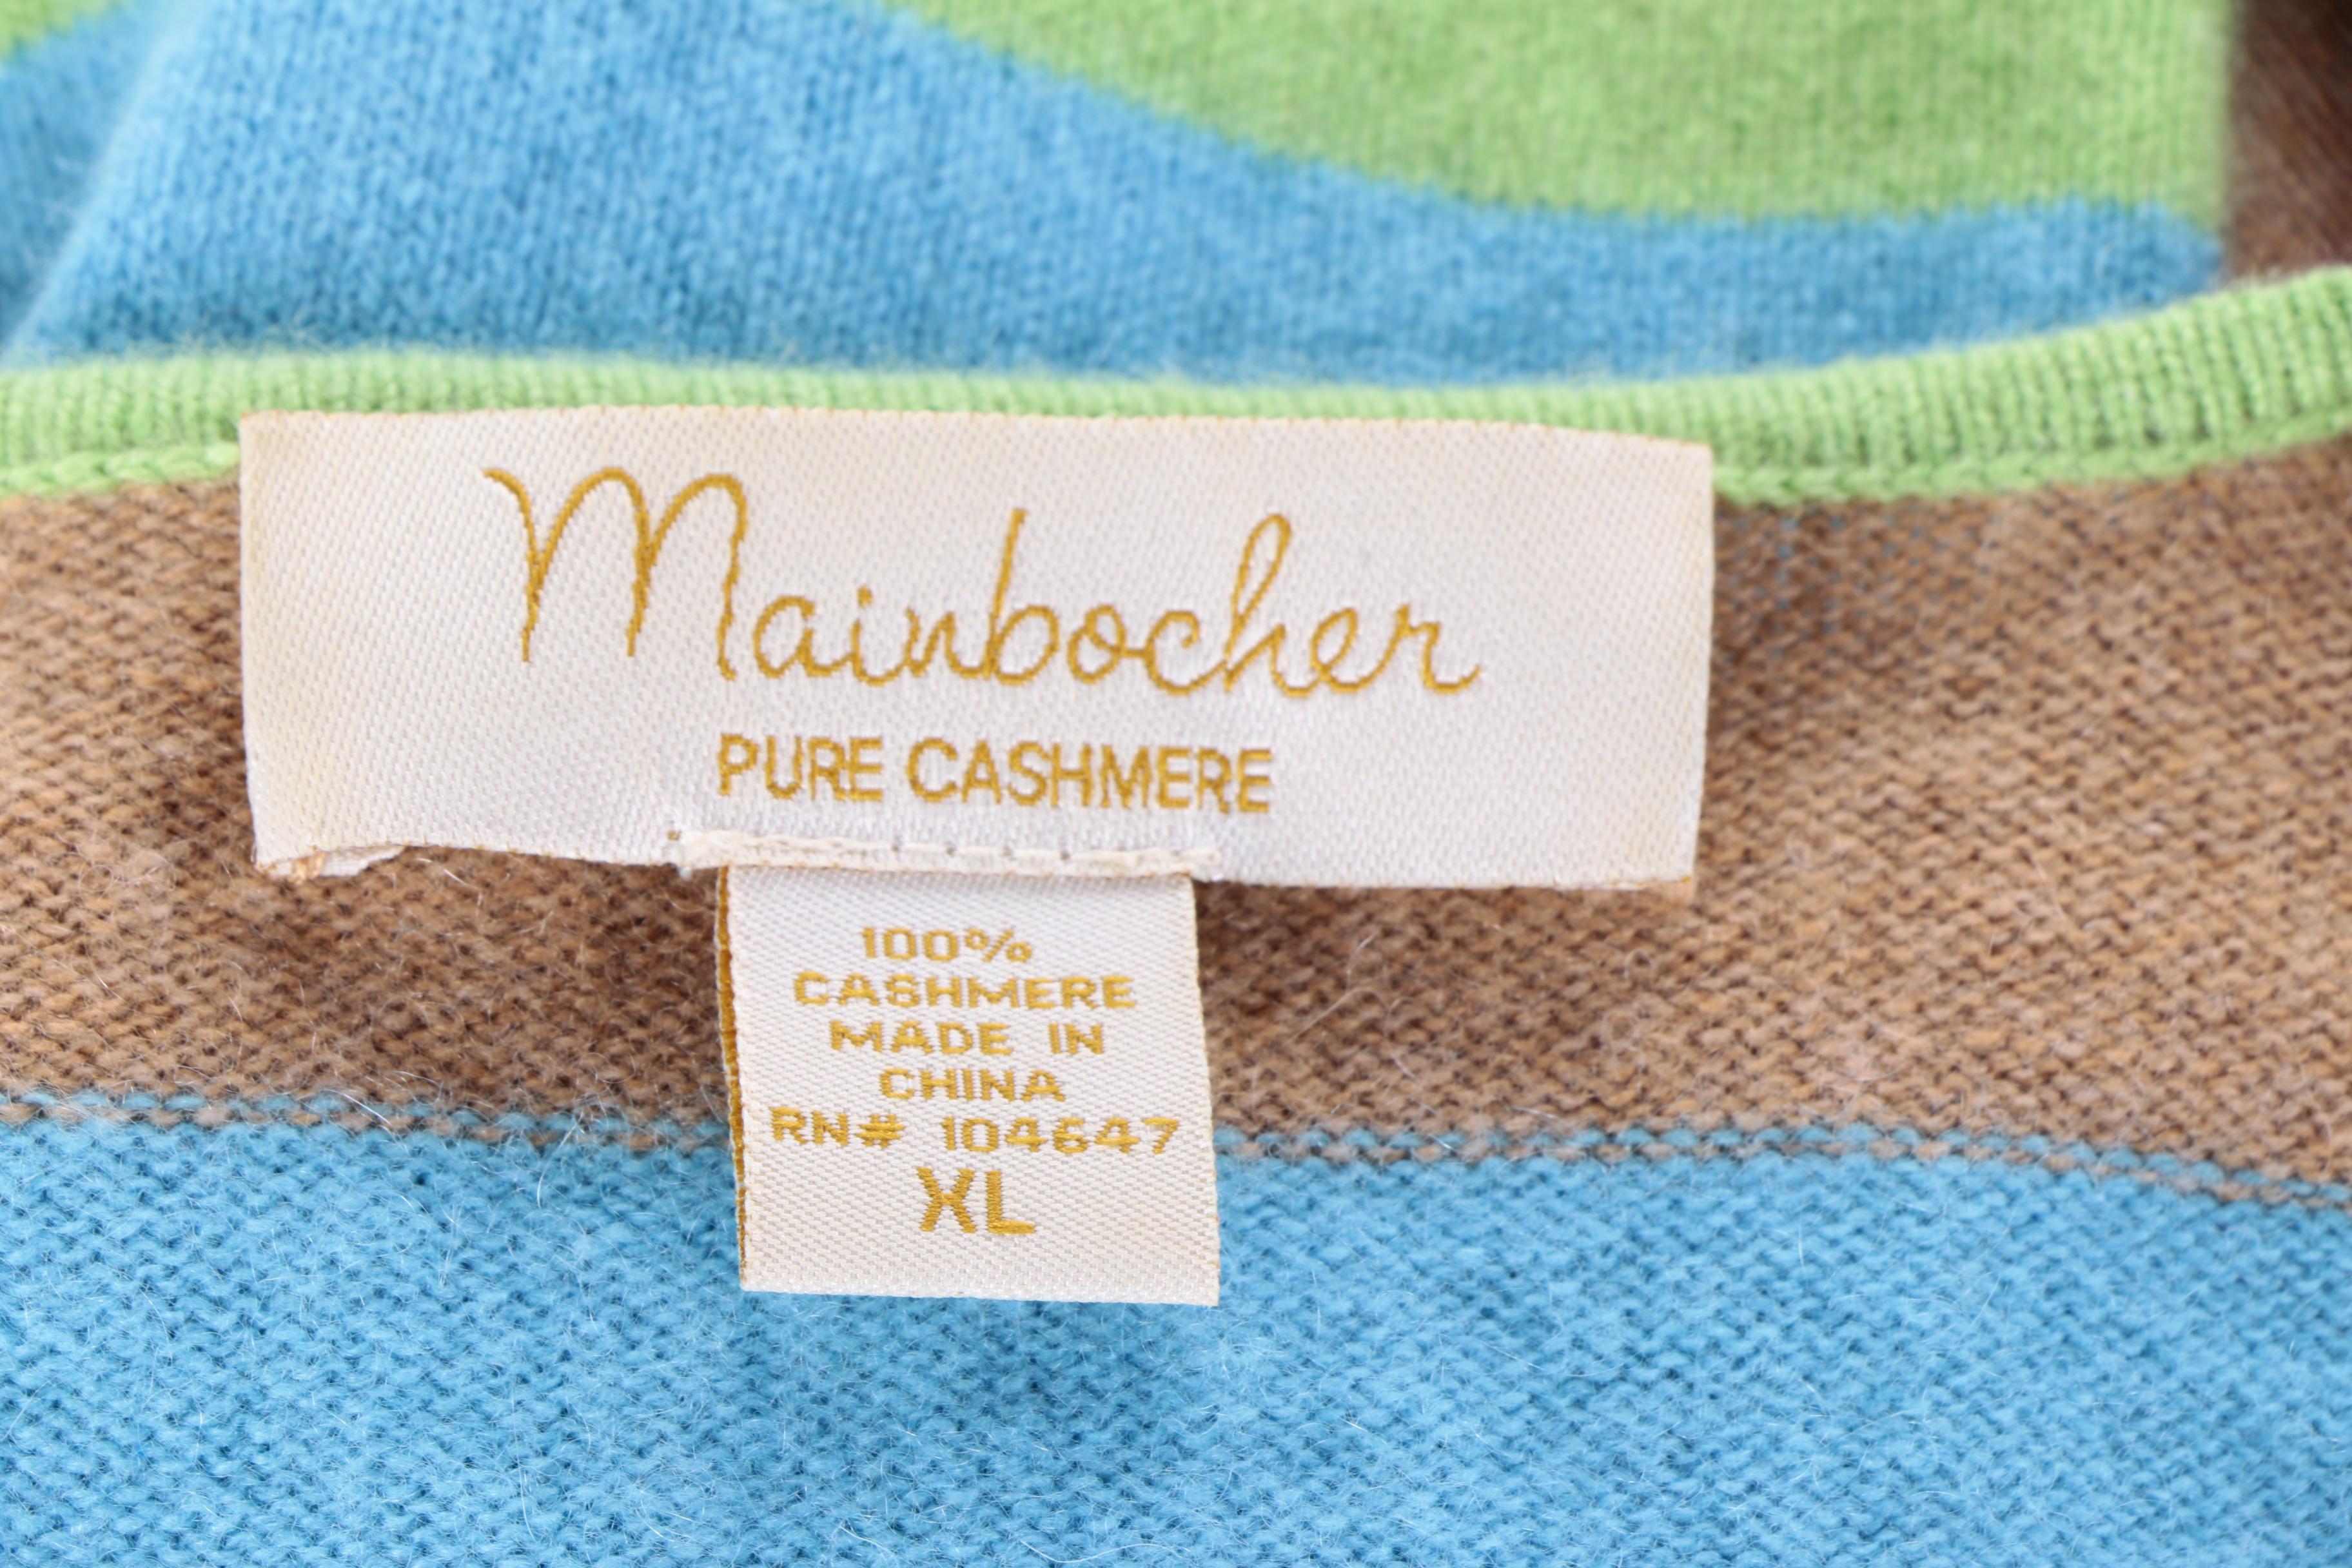 Mainbocher
PURE CASHMERE
100%
CASHMERE
MADE IN
CHINA
RN# 104647
XL